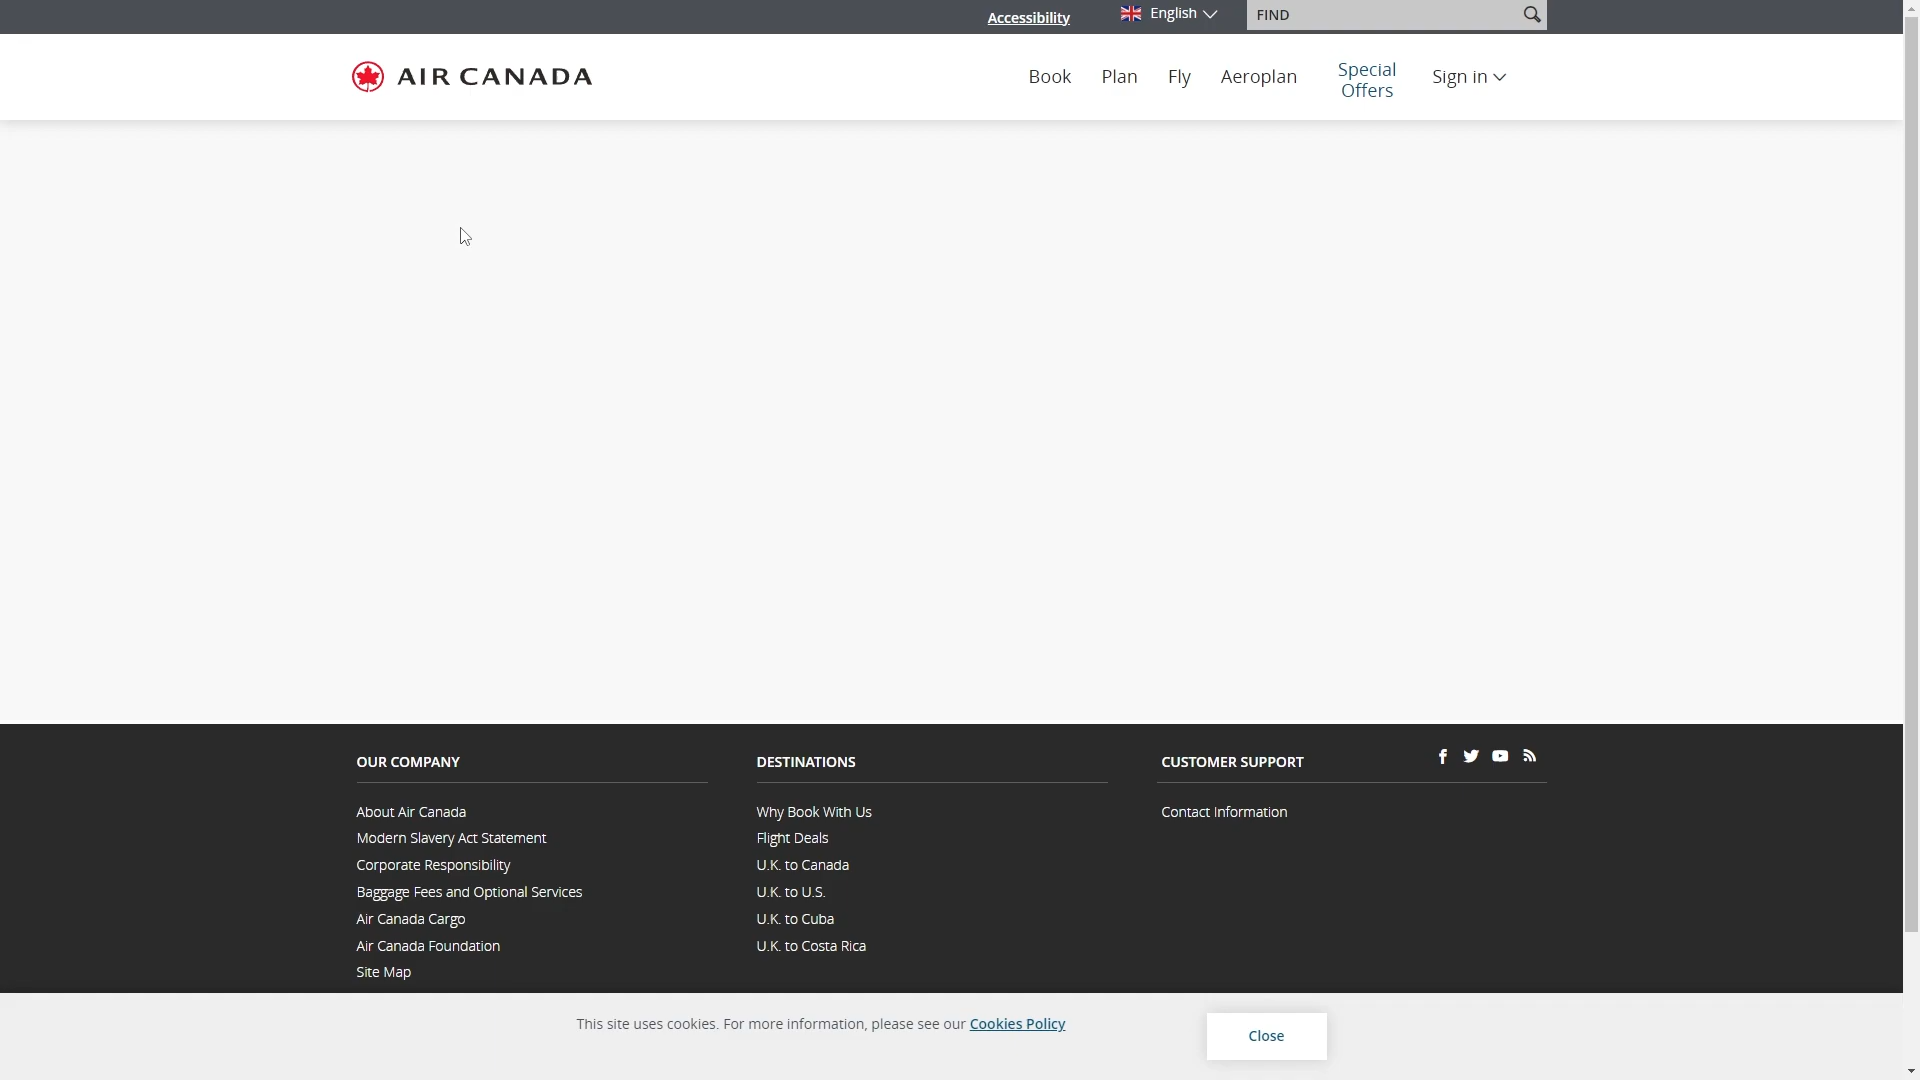 Accessibility
English
FIND
AIR CANADA
Book
Plan
Fly
Aeroplan
Special
Offers
Sign in
OUR COMPANY
About Air Canada
Modern Slavery Act Statement
Corporate Responsibility
Baggage Fees and Optional Services
Air Canada Cargo
Air Canada Foundation
Site Map
DESTINATIONS
Why Book With Us
Flight Deals
U.K. to Canada
U.K. to U.S.
U.K. to Cuba
U.K. to Costa Rica
CUSTOMER SUPPORT
Contact Information
This site uses cookies. For more information, please see our Cookies Policy
Close